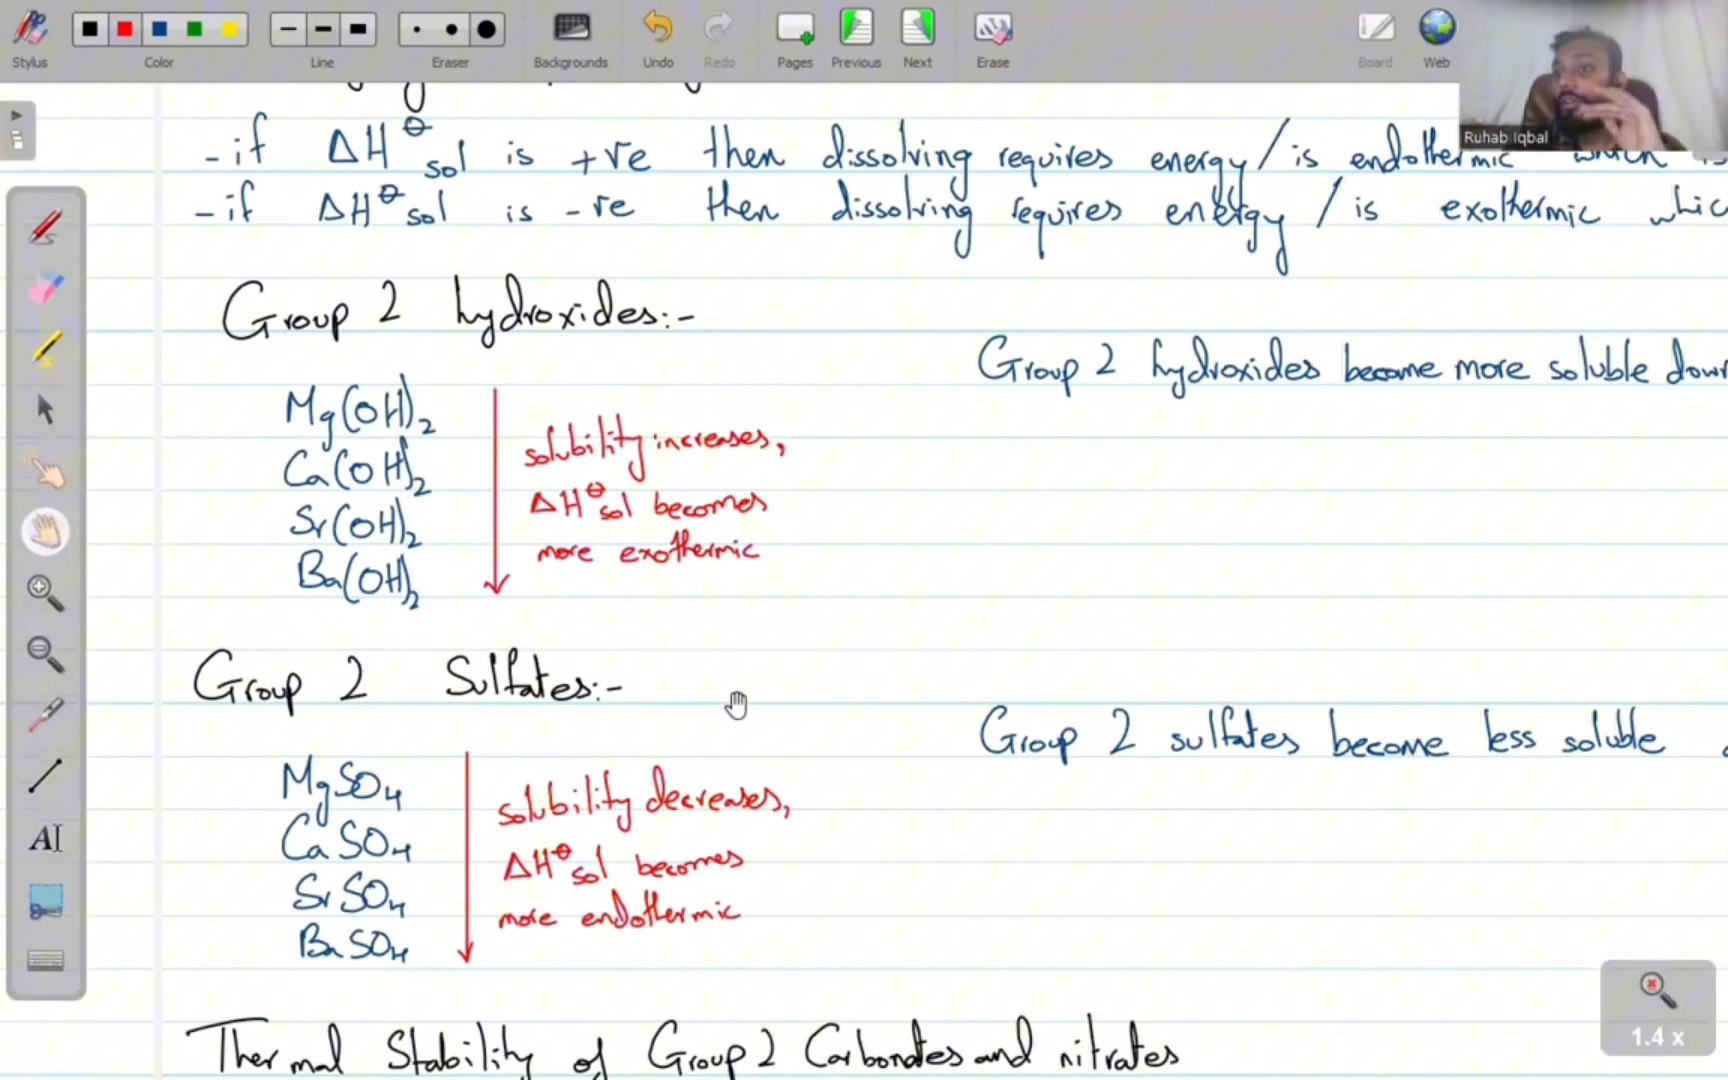 Stylus
Color
Line
Eraser
Backgrounds
Undo
Redo
Pages
Previous
Next
Erase
Board
Web
Ruhab Iqbal
-if ΔH⦵sol is +ve then dissolving requires energy / is endothermic which is
-if ΔH⦵sol is -ve then dissolving requires energy / is exothermic whic
Group 2 hydroxides:-
Group 2 hydroxides become more soluble down
Mg(OH)2
Ca(OH)2
Sr(OH)2
Ba(OH)2
solubility increases,
ΔH⦵sol becomes
more exothermic
Group 2 Sulfates:-
Group 2 sulfates become less soluble
MgSO4
CaSO4
SrSO4
BaSO4
solubility decreases,
ΔH⦵sol becomes
more endothermic
Thermal Stability of Group 2 Carbonates and nitrates
AI
1.4 x